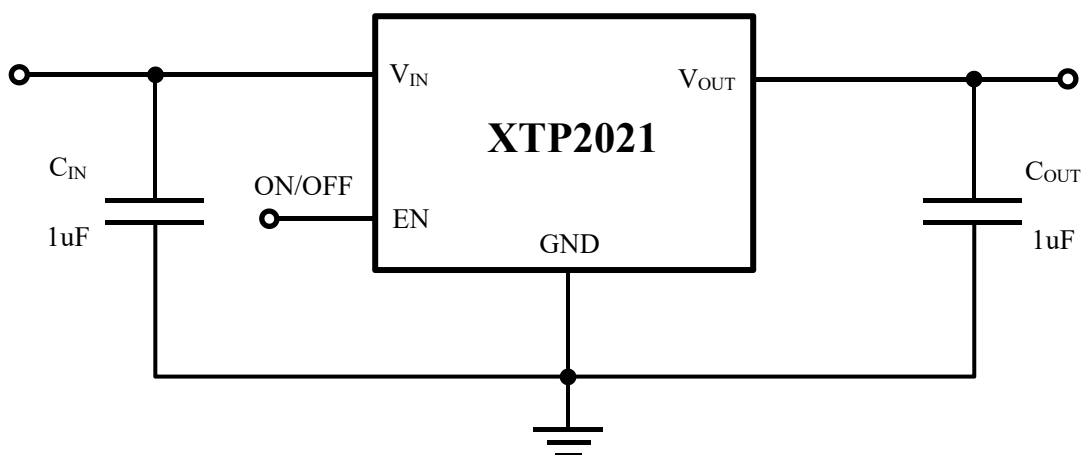 VIN
VOUT
XTP2021
CIN
COUT
ON/OFF
1uF
EN
1uF
GND